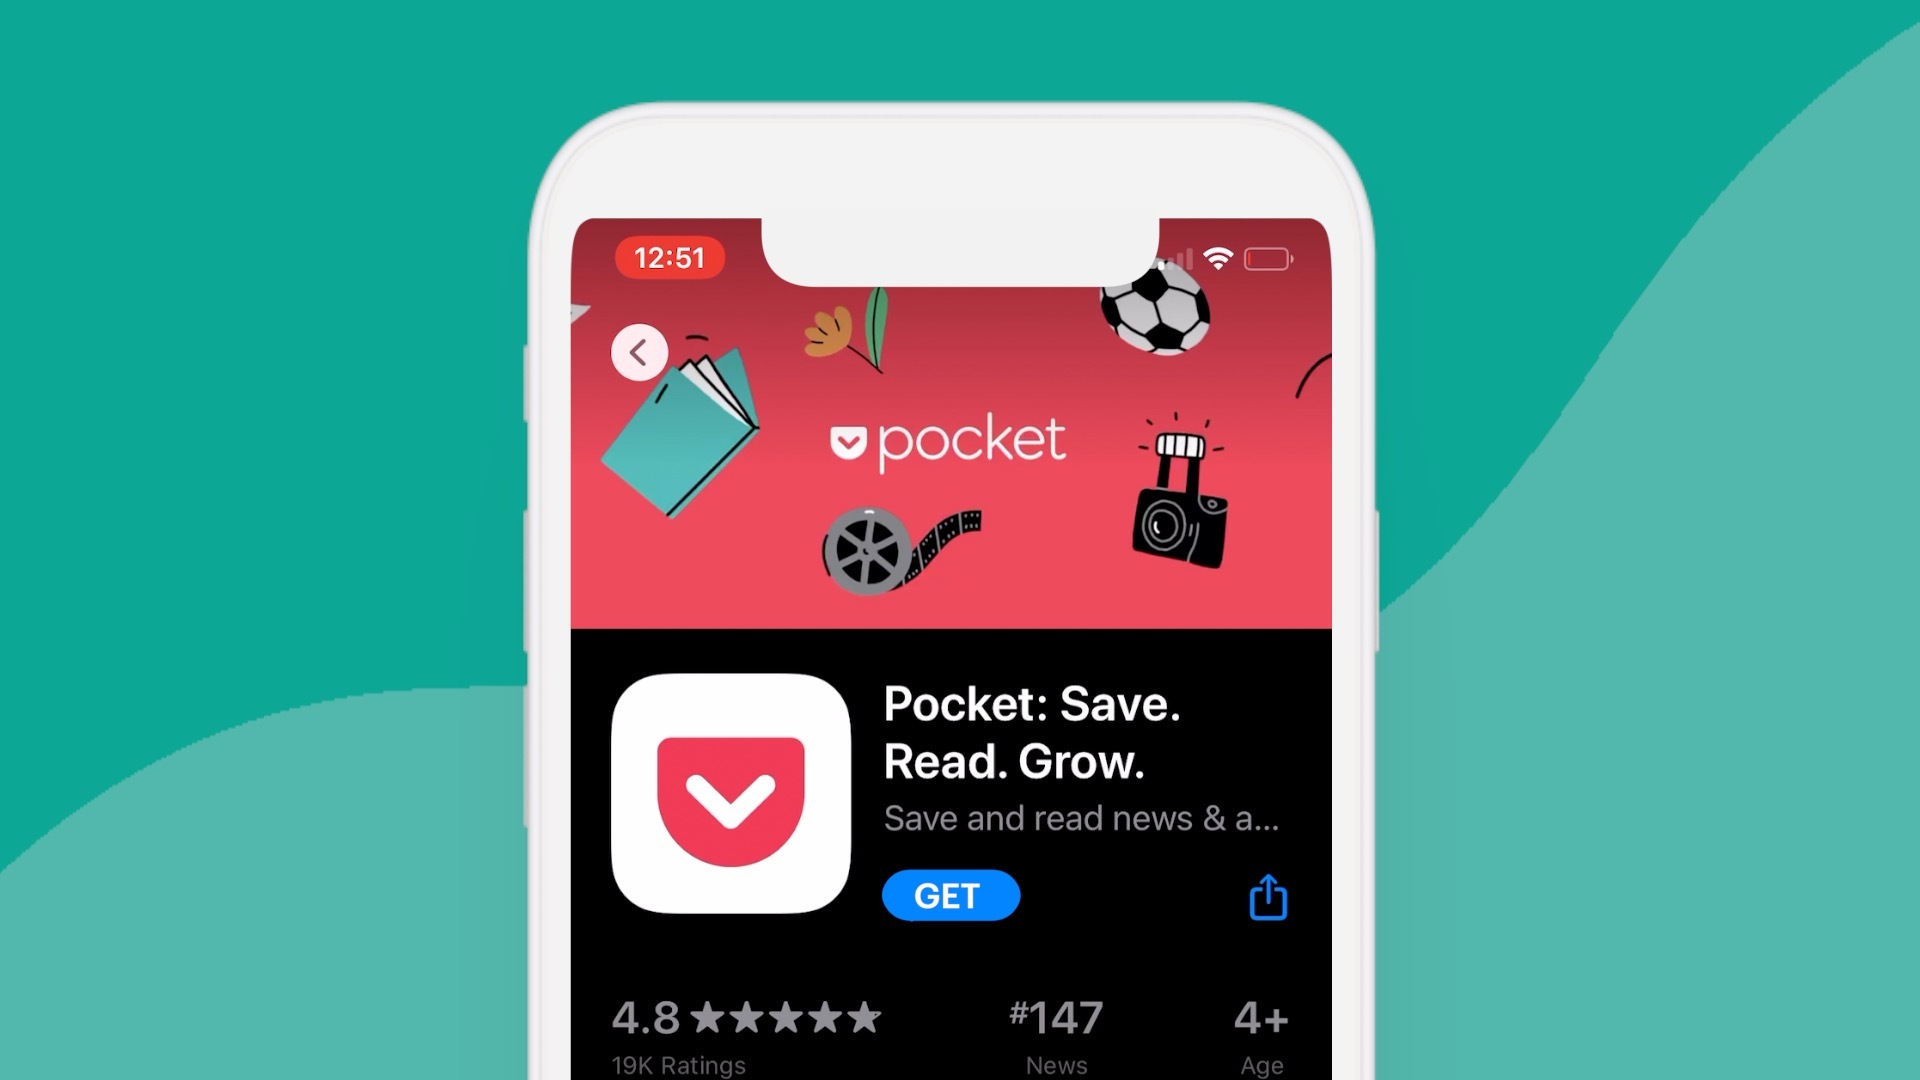 12:51
pocket
Pocket: Save.
Read. Grow.
Save and read news & a...
GET
4.8
#147
4+
19K Ratings
News
Age